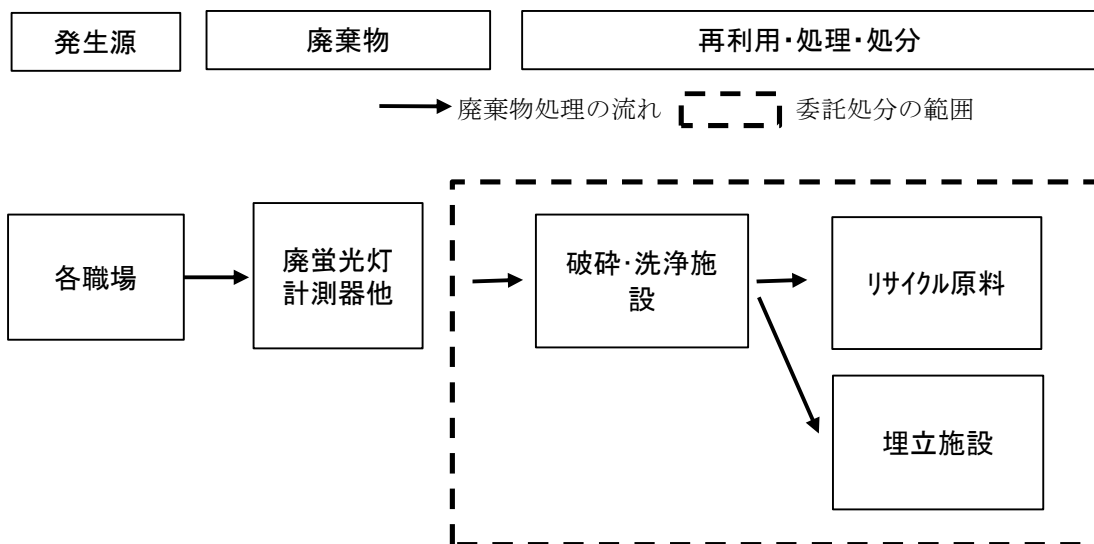 発生源
廃棄物
再利用・処理・処分
廃棄物処理の流れ
委託処分の範囲
各職場
廃蛍光灯
計測器他
破砕・洗浄施
設
ﾘｻｲｸﾙ原料
埋立施設